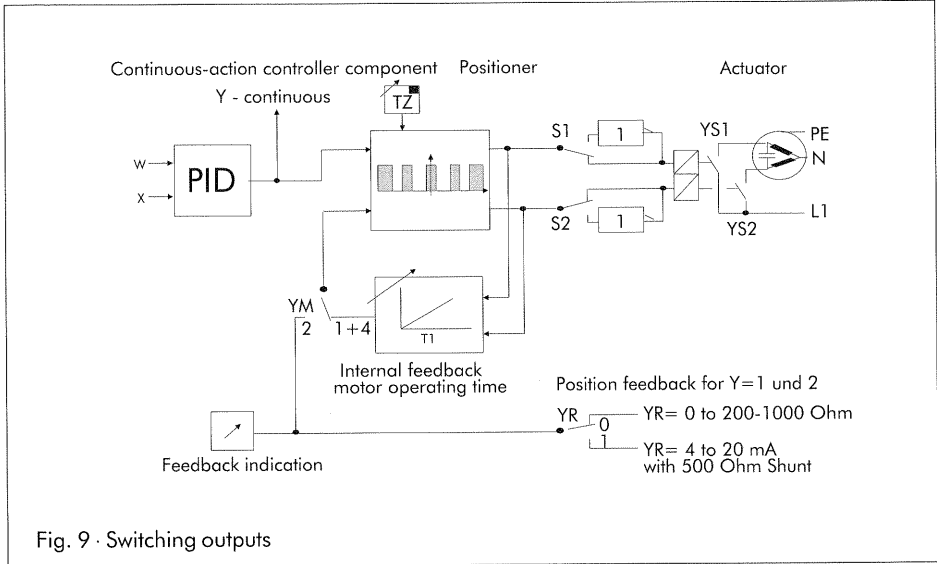 Continuous-action controller component
Positioner
Actuator
Y - continuous
TZ
S1
1
YS1
PE
N
W
X
PID
S2
1
YS2
L1
YM
2
1+4
T1
Internal feedback
motor operating time
Position feedback for Y=1 und 2
YR
0
1
YR= 0 to 200-1000 Ohm
YR= 4 to 20 mA
with 500 Ohm Shunt
Feedback indication
Fig. 9 · Switching outputs